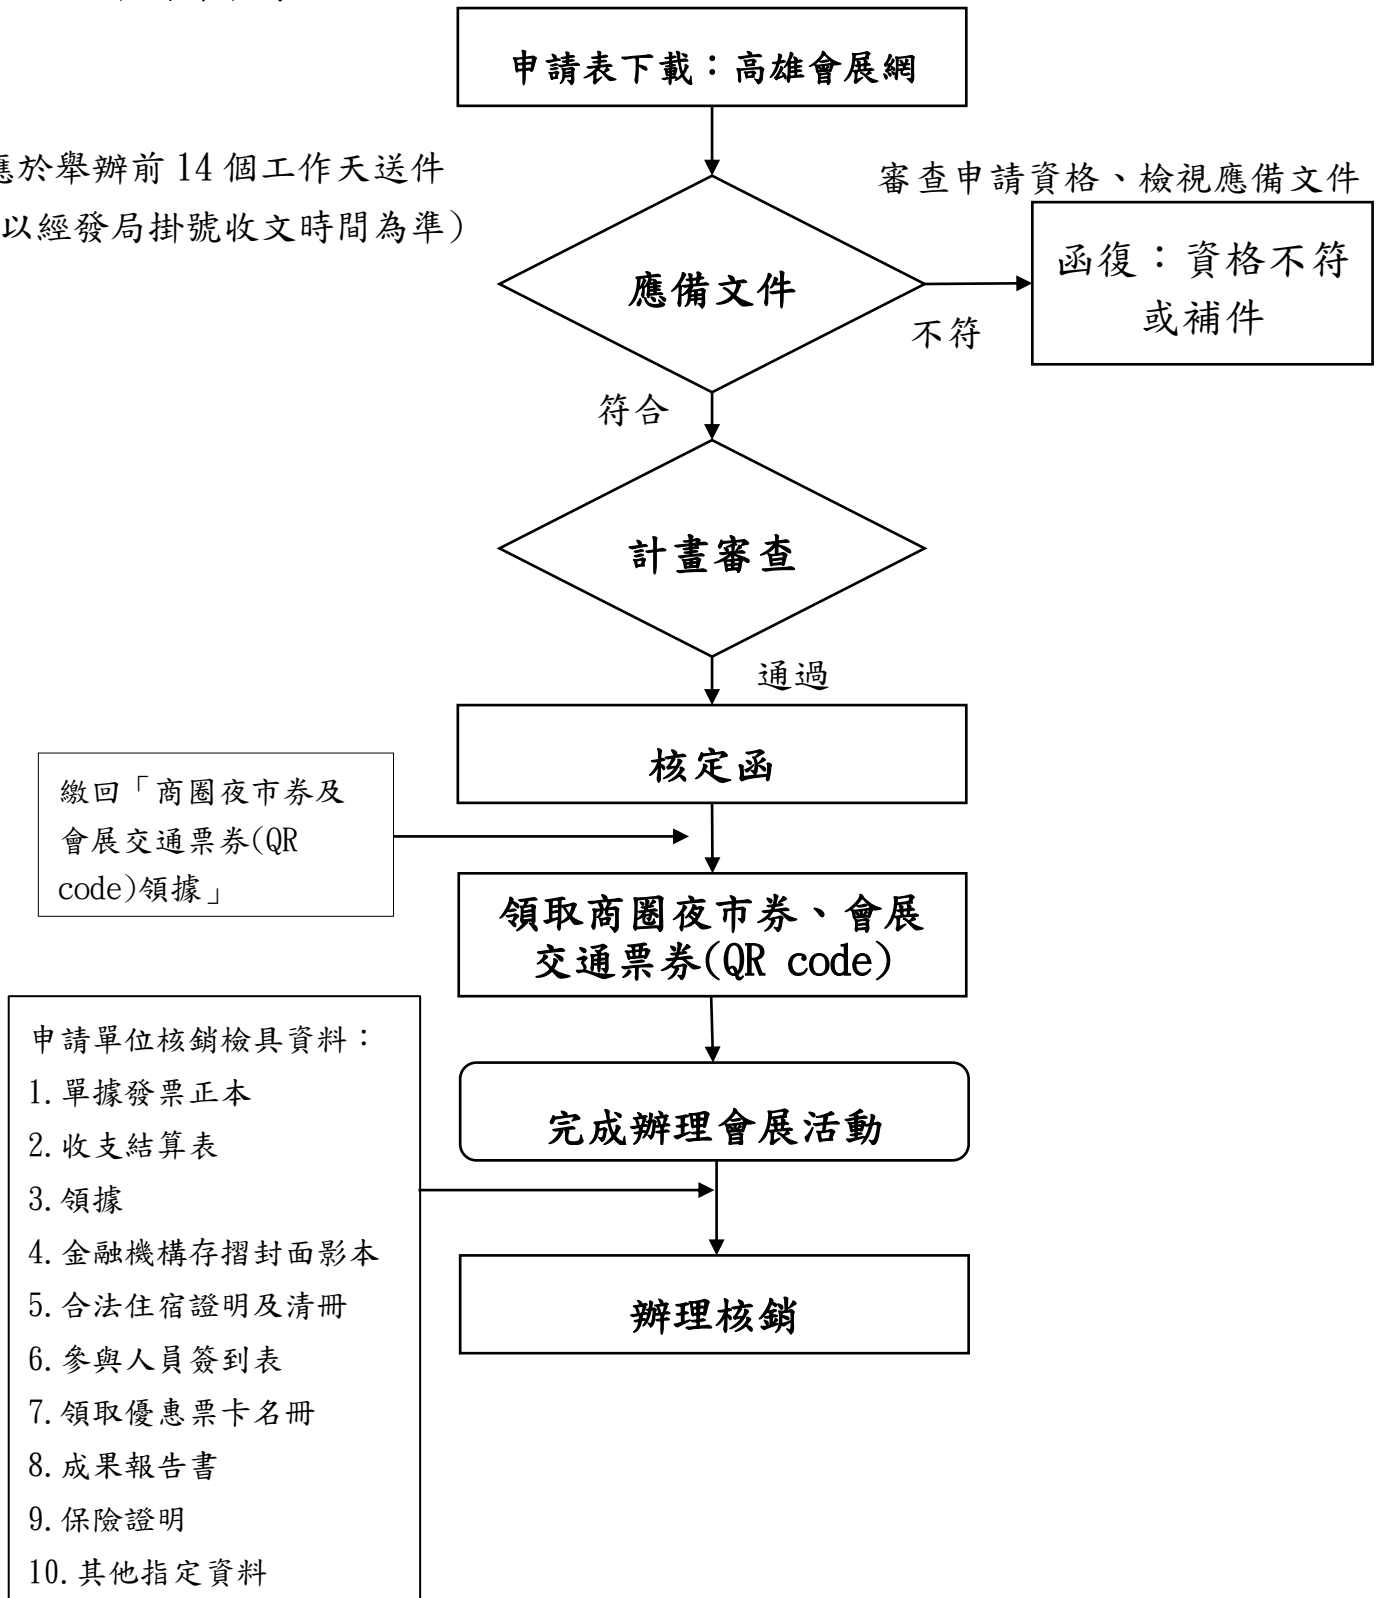 申請表下載：高雄會展網
應於舉辦前 14 個工作天送件
以經發局掛號收文時間為準）
審查申請資格、檢視應備文件
應備文件
函復：資格不符
或補件
不符
符合
計畫審查
通過
核定函
繳回「商圈夜市券及
會展交通票券(QR
code)領據」
領取商圈夜市券、會展
交通票券(QR code)
申請單位核銷檢具資料：
1.單據發票正本
2.收支結算表
3.領據
4.金融機構存摺封面影本
5.合法住宿證明及清冊
6.參與人員簽到表
7.領取優惠票卡名冊
8.成果報告書
9.保險證明
10.其他指定資料
完成辦理會展活動
辦理核銷